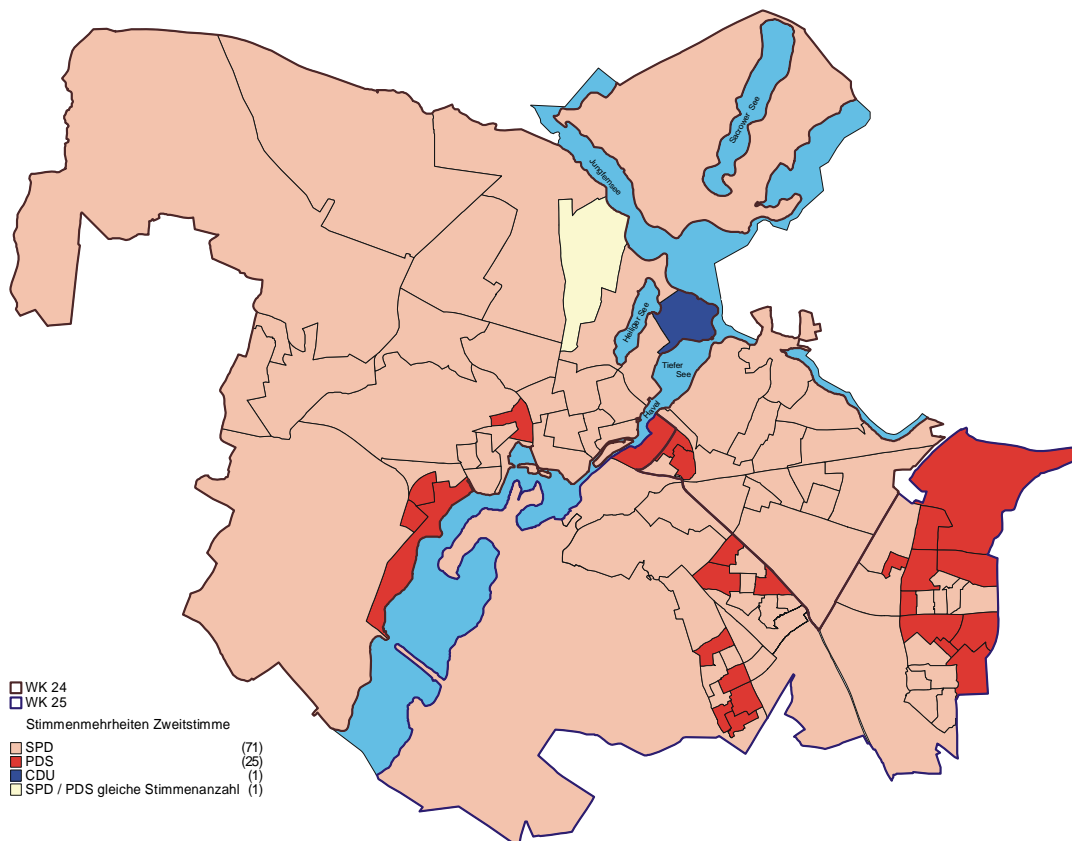 Sacrower See
Jungfernsee
Heiliger See
Tiefer
See
Havel
WK 24
WK 25
Stimmenmehrheiten Zweitstimme
SPD (71)
PDS (25)
CDU (1)
SPD / PDS gleiche Stimmenanzahl (1)